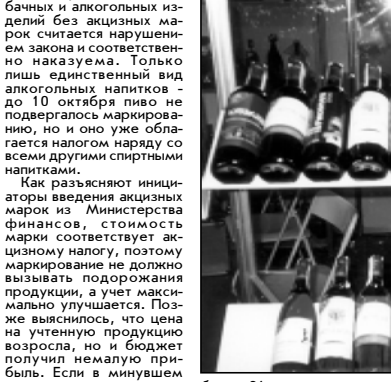 бачных и алкогольных из-
делий без акцизных ма-
рок считается нарушени-
ем закона и соответствен-
но наказуема. Только
лишь единственный вид
алкогольных напитков -
до 10 октября пиво не
подвергалось маркирова-
нию, но и оно уже обла-
гается налогом наряду со
всеми другими спиртными
напитками.
Как разъясняют иници-
аторы введения акцизных
марок из Министерства
финансов, стоимость
марки соответствует ак-
цизному налогу, поэтому
маркирование не должно
вызывать подорожания
продукции, а учет макси-
мально улучшается. Поз-
же выяснилось, что цена
на учтенную продукцию
возросла, но и бюджет
получил немалую при-
быль. Если в минувшем